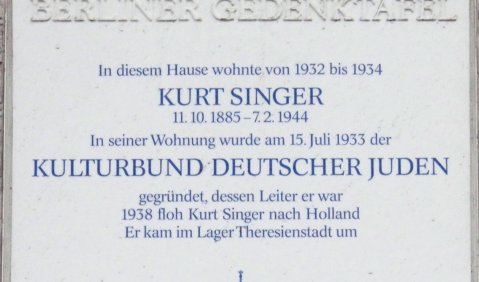 BERLINER GEDENKTAFEL
In diesem Hause wohnte von 1932 bis 1934
KURT SINGER
11. 10. 1885 – 7. 2. 1944
In seiner Wohnung wurde am 15. Juli 1933 der
KULTURBUND DEUTSCHER JUDEN
gegründet, dessen Leiter er war
1938 floh Kurt Singer nach Holland
Er kam im Lager Theresienstadt um